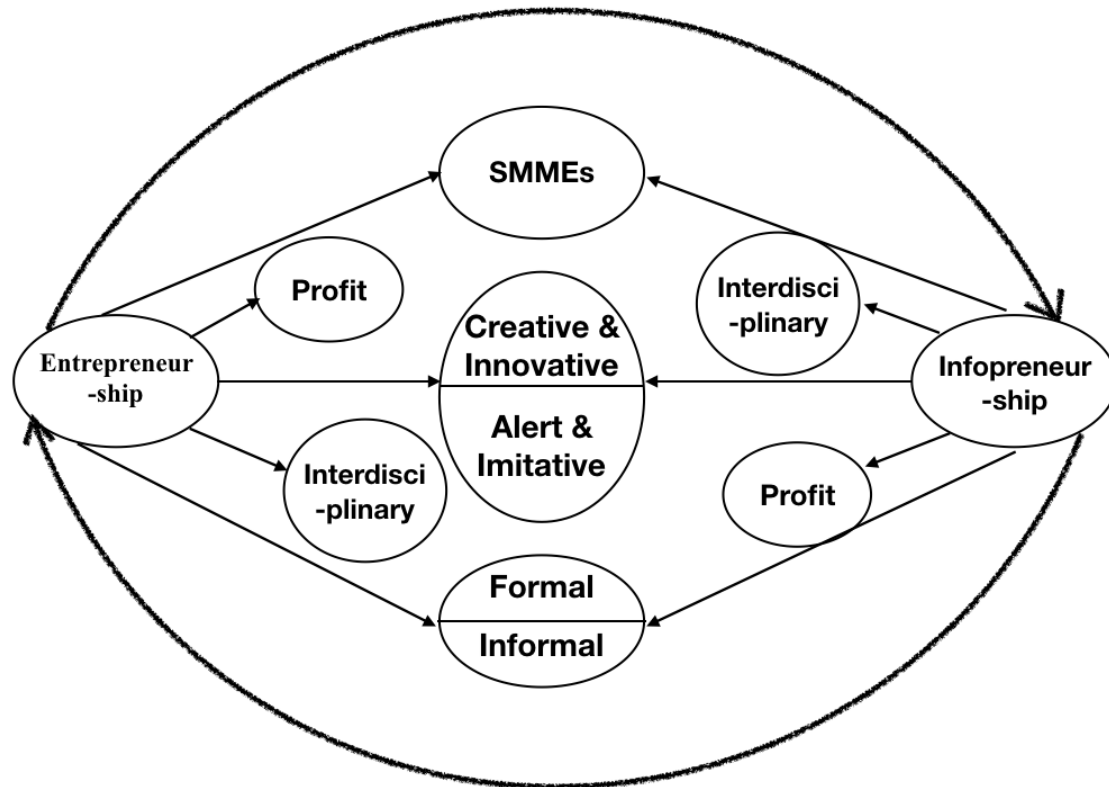 SMMEs
Profit
Interdisci
-plinary
Creative &
Innovative
Entrepreneur
-ship
Infopreneur
-ship
Alert &
Imitative
Interdisci
-plinary
Profit
Formal
Informal